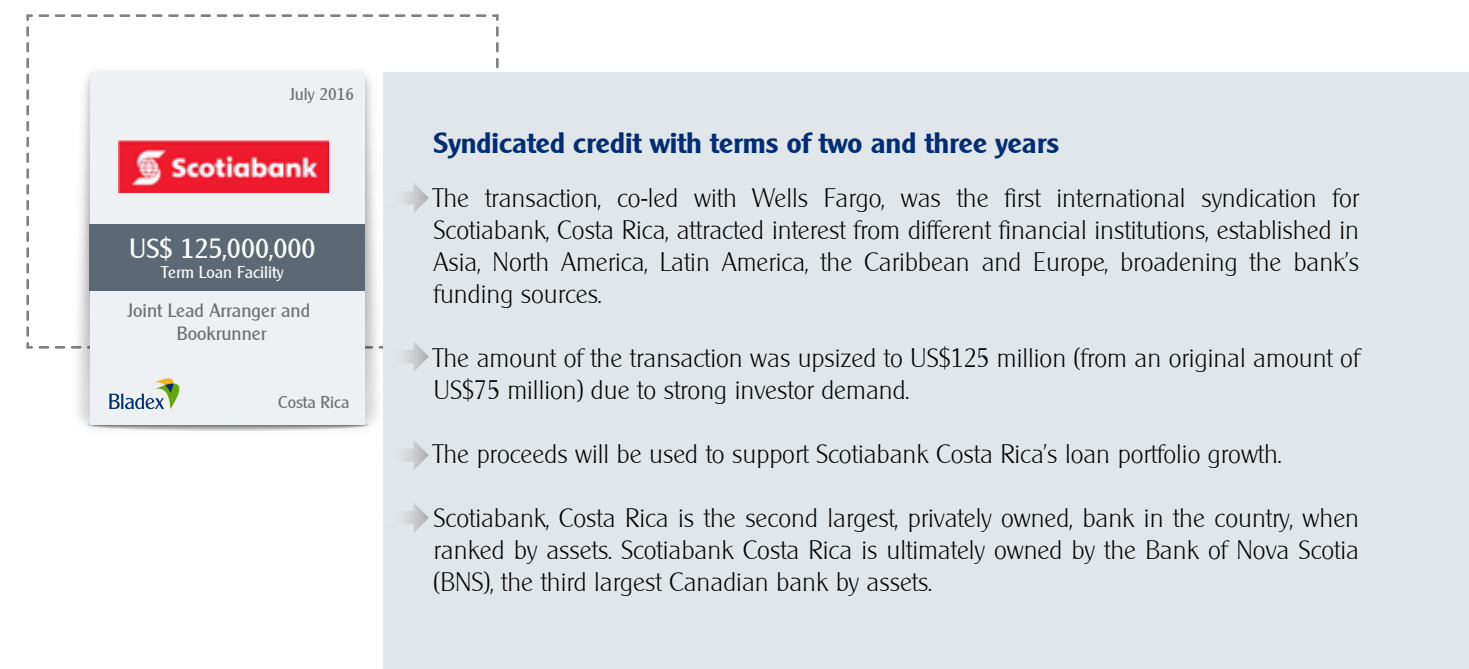 July 2016
Scotiabank
US$ 125,000,000
Term Loan Facility
Joint Lead Arranger and
Bookrunner
Bladex
Costa Rica
Syndicated credit with terms of two and three years
The transaction, co-led with Wells Fargo, was the first international syndication for
Scotiabank, Costa Rica, attracted interest from different financial institutions, established in
Asia, North America, Latin America, the Caribbean and Europe, broadening the bank's
funding sources.
The amount of the transaction was upsized to US$125 million (from an original amount of
US$75 million) due to strong investor demand.
The proceeds will be used to support Scotiabank Costa Rica's loan portfolio growth.
Scotiabank, Costa Rica is the second largest, privately owned, bank in the country, when
ranked by assets. Scotiabank Costa Rica is ultimately owned by the Bank of Nova Scotia
(BNS), the third largest Canadian bank by assets.